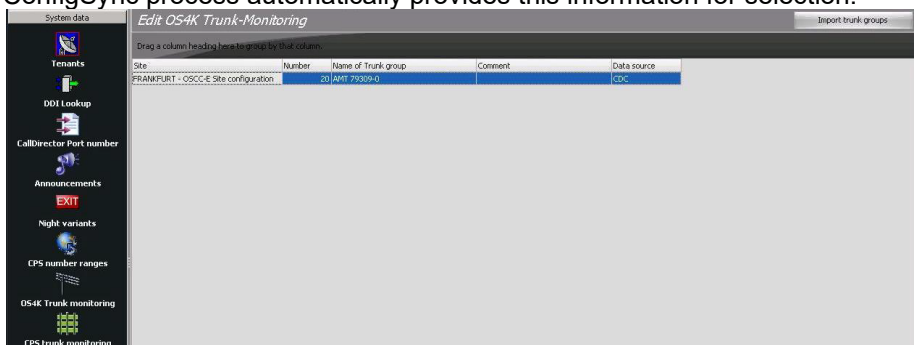 ConfigSync process automatically provides this information for selection.
System data
Edit OS4K Trunk-Monitoring
Import trunk groups
Drag a column heading here to group by that column.
Tenants
Site Number Name of Trunk group Comment Data source
FRANKFURT - OSCC-E Site configuration 20 AMT 79309-0 CDC
DDI Lookup
CallDirector Port number
Announcements
EXIT
Night variants
CPS number ranges
OS4K Trunk monitoring
CPS trunk monitoring